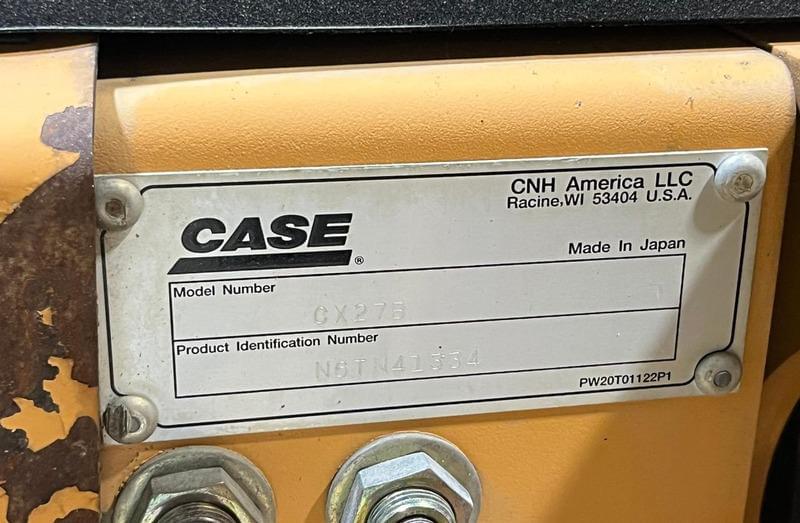 CNH America LLC
Racine,WI 53404 U.S.A.
CASE®
Made In Japan
Model Number
CX27B
Product Identification Number
N6TN41334
PW20T01122P1